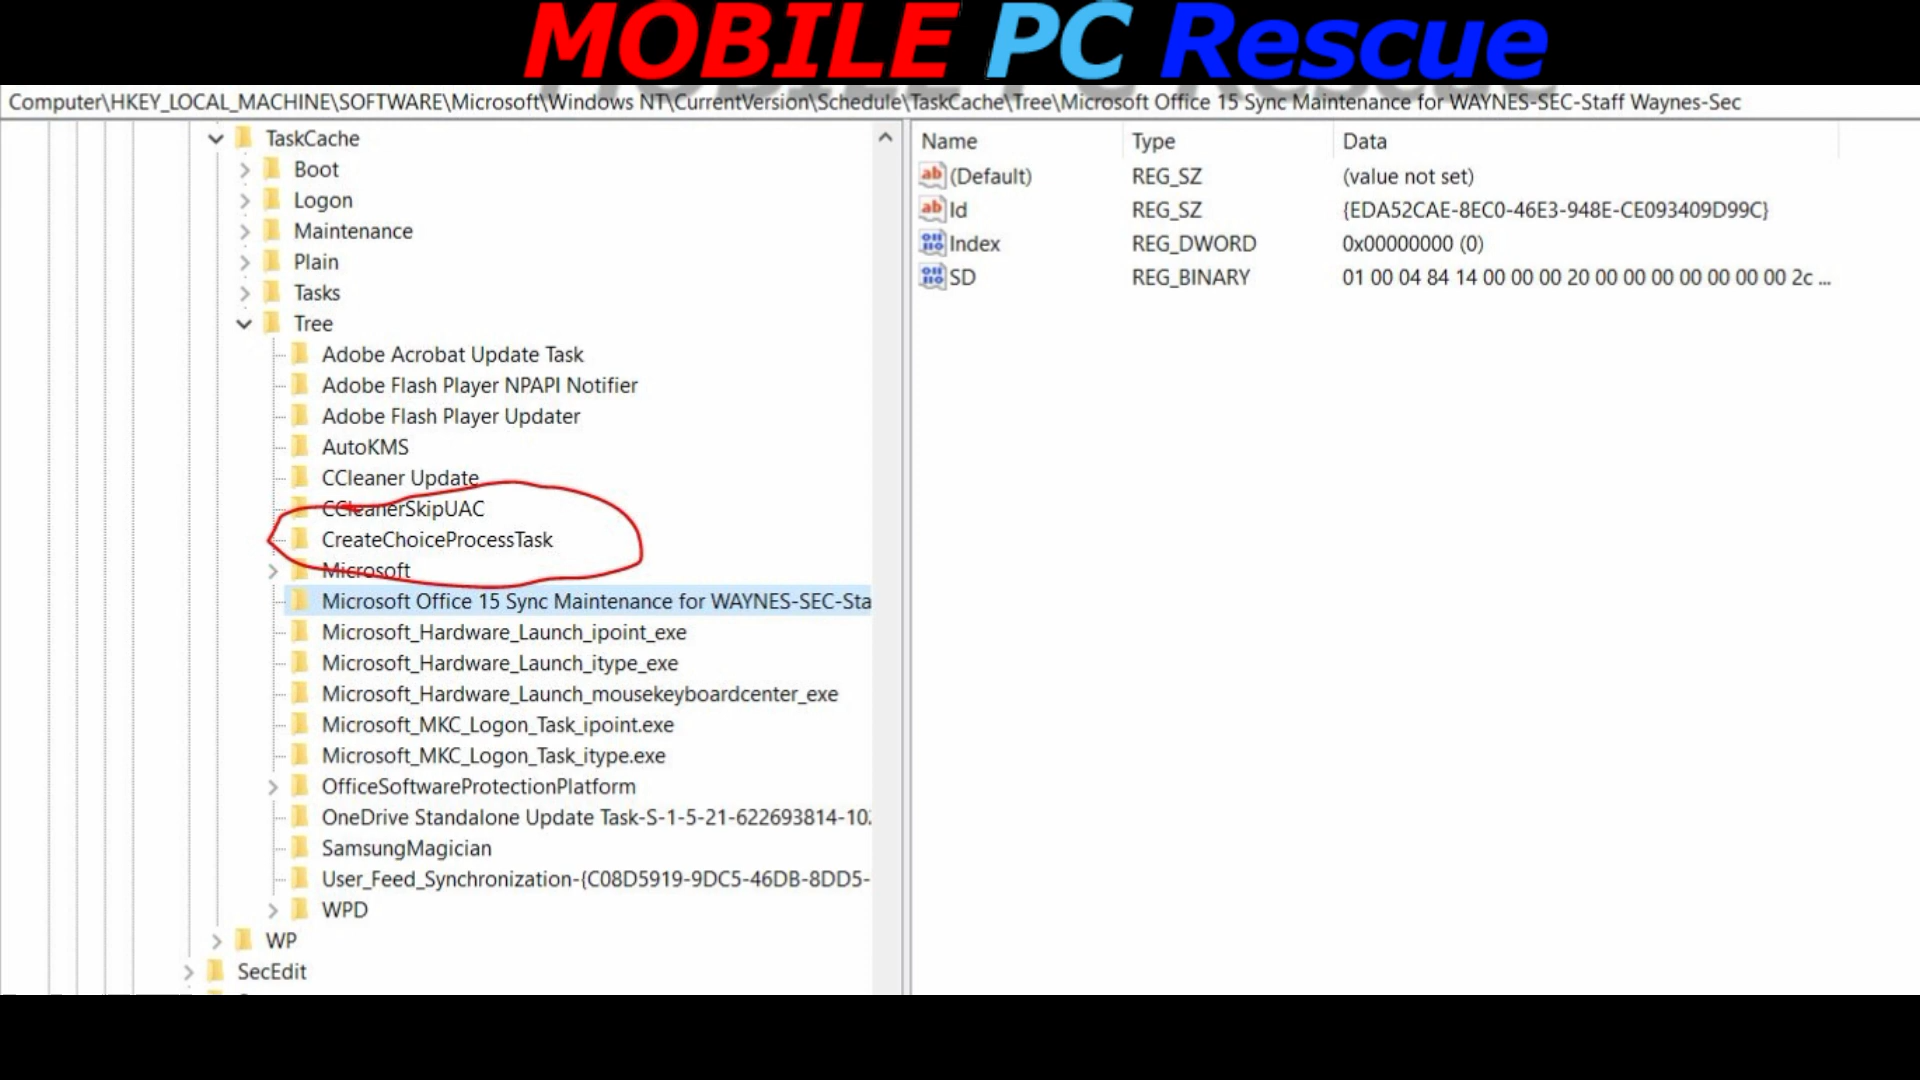 MOBILE PC Rescue
Computer\HKEY_LOCAL_MACHINE\SOFTWARE\Microsoft\Windows NT\CurrentVersion\Schedule\TaskCache\Tree\Microsoft Office 15 Sync Maintenance for WAYNES-SEC-Staff Waynes-Sec
TaskCache
Boot
Logon
Maintenance
Plain
Tasks
Tree
Adobe Acrobat Update Task
Adobe Flash Player NPAPI Notifier
Adobe Flash Player Updater
AutoKMS
CCleaner Update
CCleanerSkipUAC
CreateChoiceProcessTask
Microsoft
Microsoft Office 15 Sync Maintenance for WAYNES-SEC-Sta
Microsoft_Hardware_Launch_ipoint_exe
Microsoft_Hardware_Launch_itype_exe
Microsoft_Hardware_Launch_mousekeyboardcenter_exe
Microsoft_MKC_Logon_Task_ipoint.exe
Microsoft_MKC_Logon_Task_itype.exe
OfficeSoftwareProtectionPlatform
OneDrive Standalone Update Task-S-1-5-21-622693814-10
SamsungMagician
User_Feed_Synchronization-{C08D5919-9DC5-46DB-8DD5-
WPD
WP
SecEdit
Name Type Data
(Default) REG_SZ (value not set)
Id REG_SZ {EDA52CAE-8EC0-46E3-948E-CE093409D99C}
Index REG_DWORD 0x00000000 (0)
SD REG_BINARY 01 00 04 84 14 00 00 00 20 00 00 00 00 00 00 00 2c ...